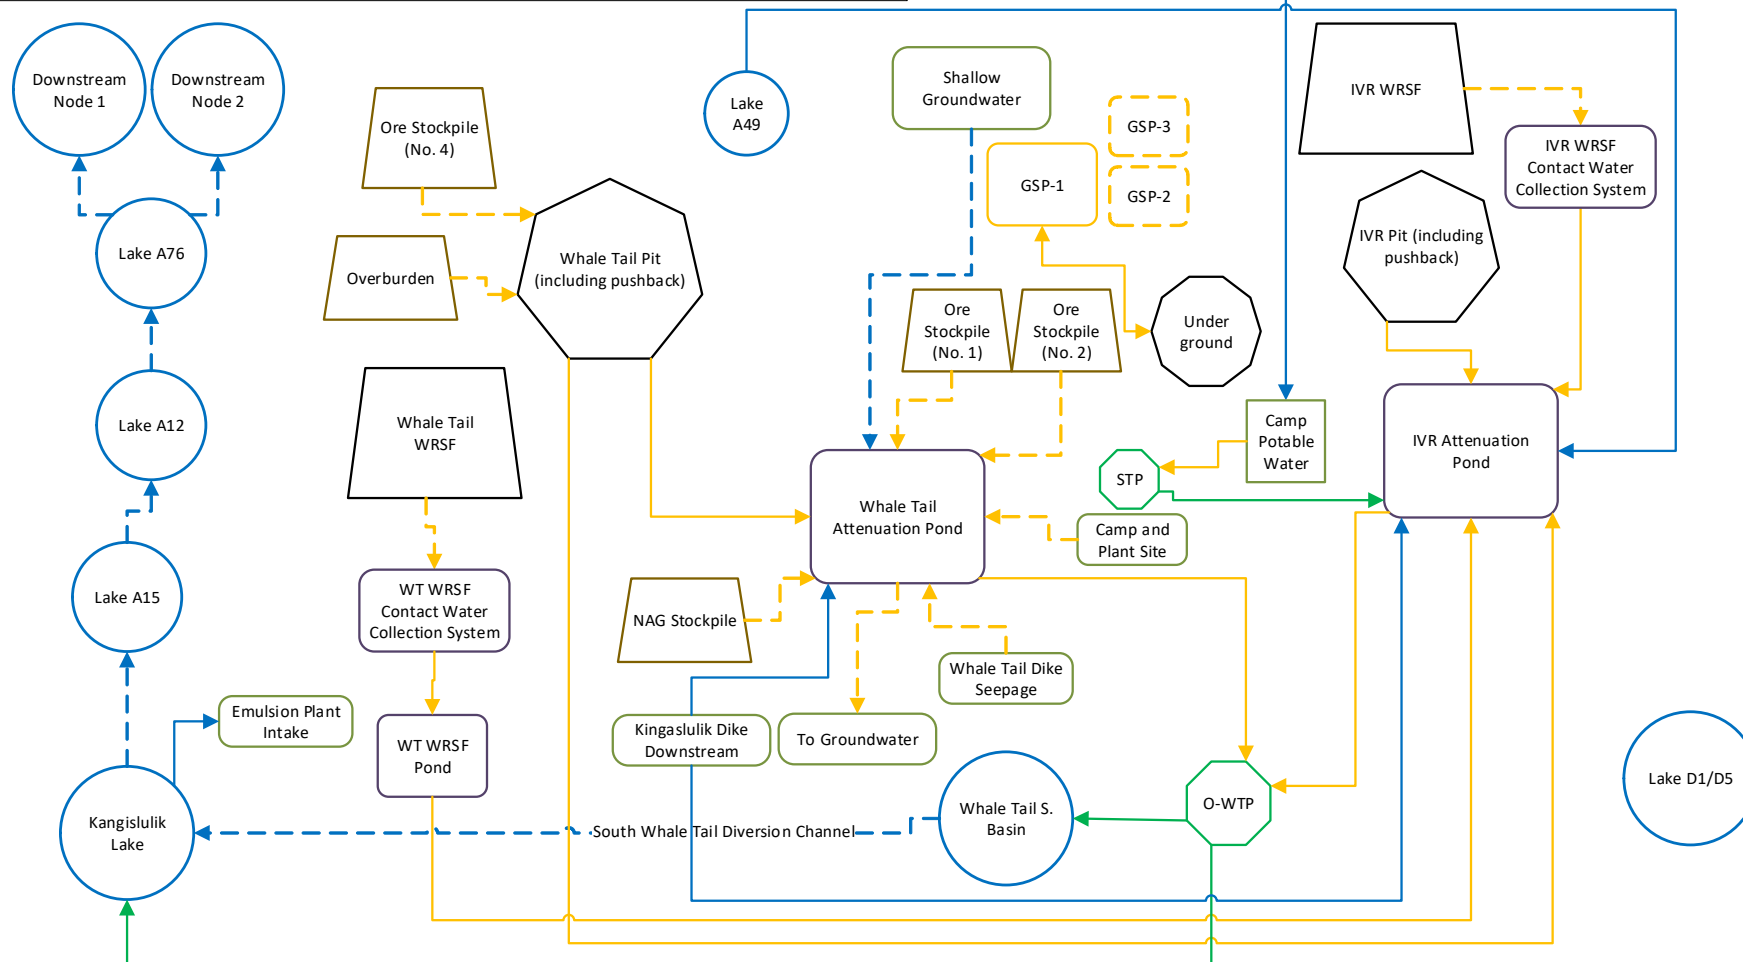 Downstream
Node 1
Downstream
Node 2
Lake A76
Lake A12
Lake A15
Kangislulik
Lake
Emulsion Plant
Intake
Ore Stockpile
(No. 4)
Overburden
Whale Tail
WRSF
WT WRSF
Contact Water
Collection System
WT WRSF
Pond
Whale Tail Pit
(including pushback)
Lake
A49
Shallow
Groundwater
GSP-1
GSP-3
GSP-2
Ore
Stockpile
(No. 1)
Ore
Stockpile
(No. 2)
Under
ground
Whale Tail
Attenuation Pond
NAG Stockpile
Kingaslulik Dike
Downstream
To Groundwater
Whale Tail Dike
Seepage
Camp and
Plant Site
STP
Camp
Potable
Water
South Whale Tail Diversion Channel
Whale Tail S.
Basin
O-WTP
IVR WRSF
IVR WRSF
Contact Water
Collection System
IVR Pit (including
pushback)
IVR Attenuation
Pond
Lake D1/D5